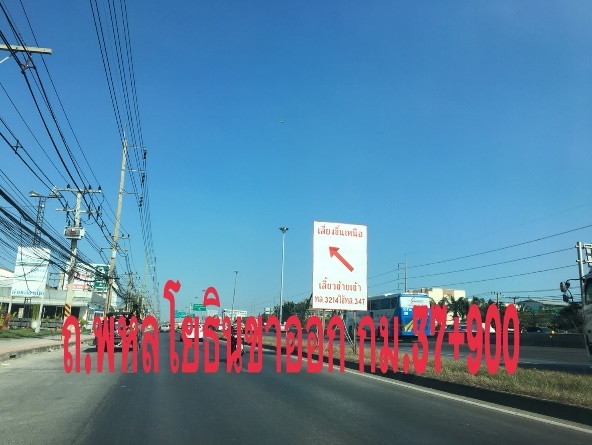 เลี่ยงขึ้นเหนือ
เลี้ยวซ้ายเข้า
ทล.3214ไปทล.347
ถ.พหลโยธินขาออก กม.37+900